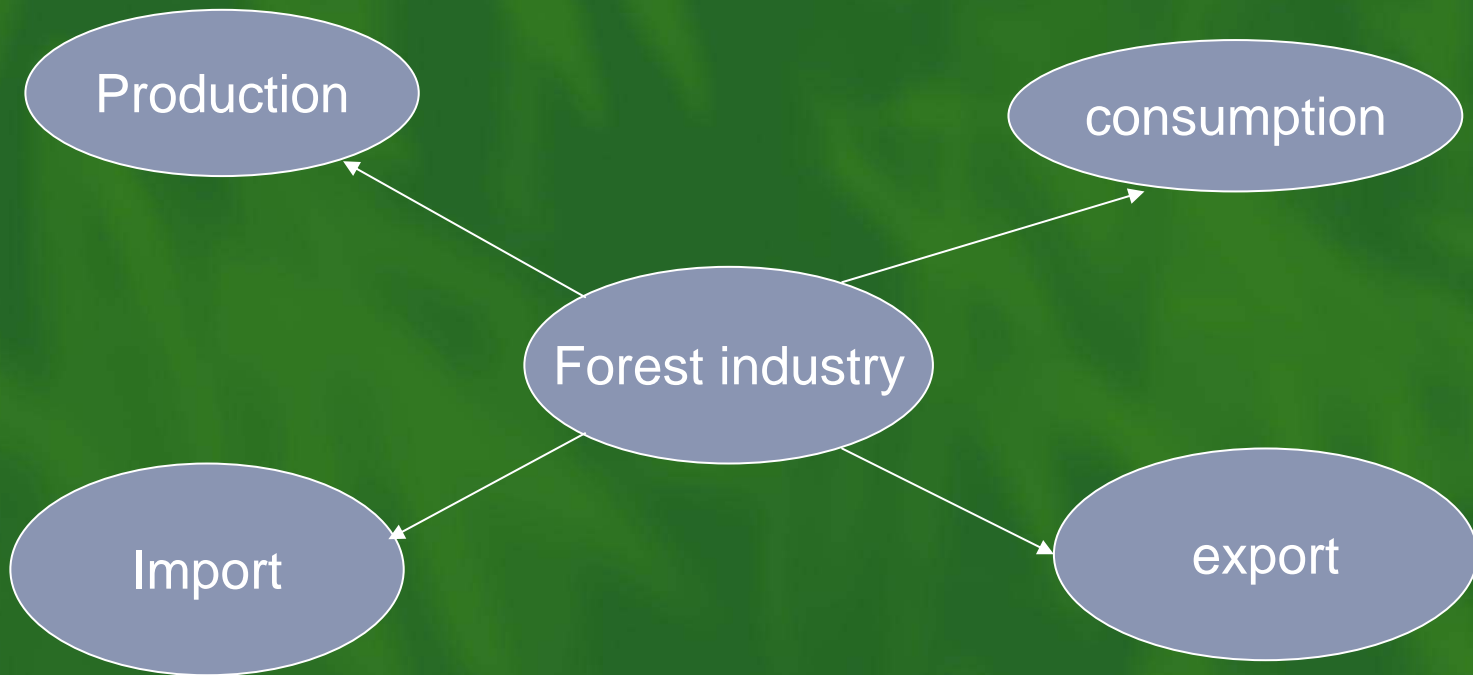 Production
consumption
Forest industry
Import
export